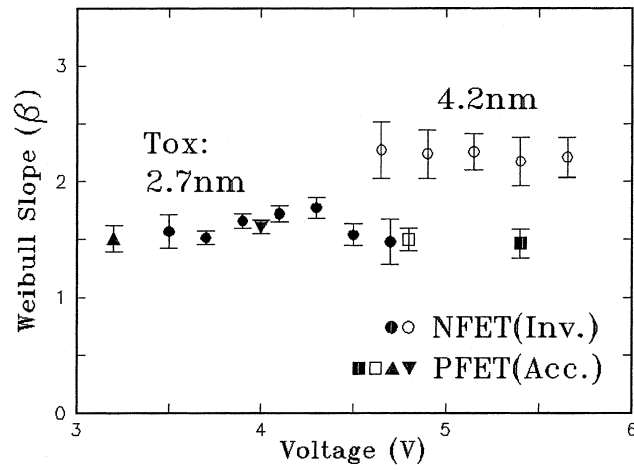 3
4.2nm
Tox:
2.7nm
2
1
0
Weibull Slope (β)
●○ NFET(Inv.)
■□▲▼ PFET(Acc.)
3 4 5 6
Voltage (V)